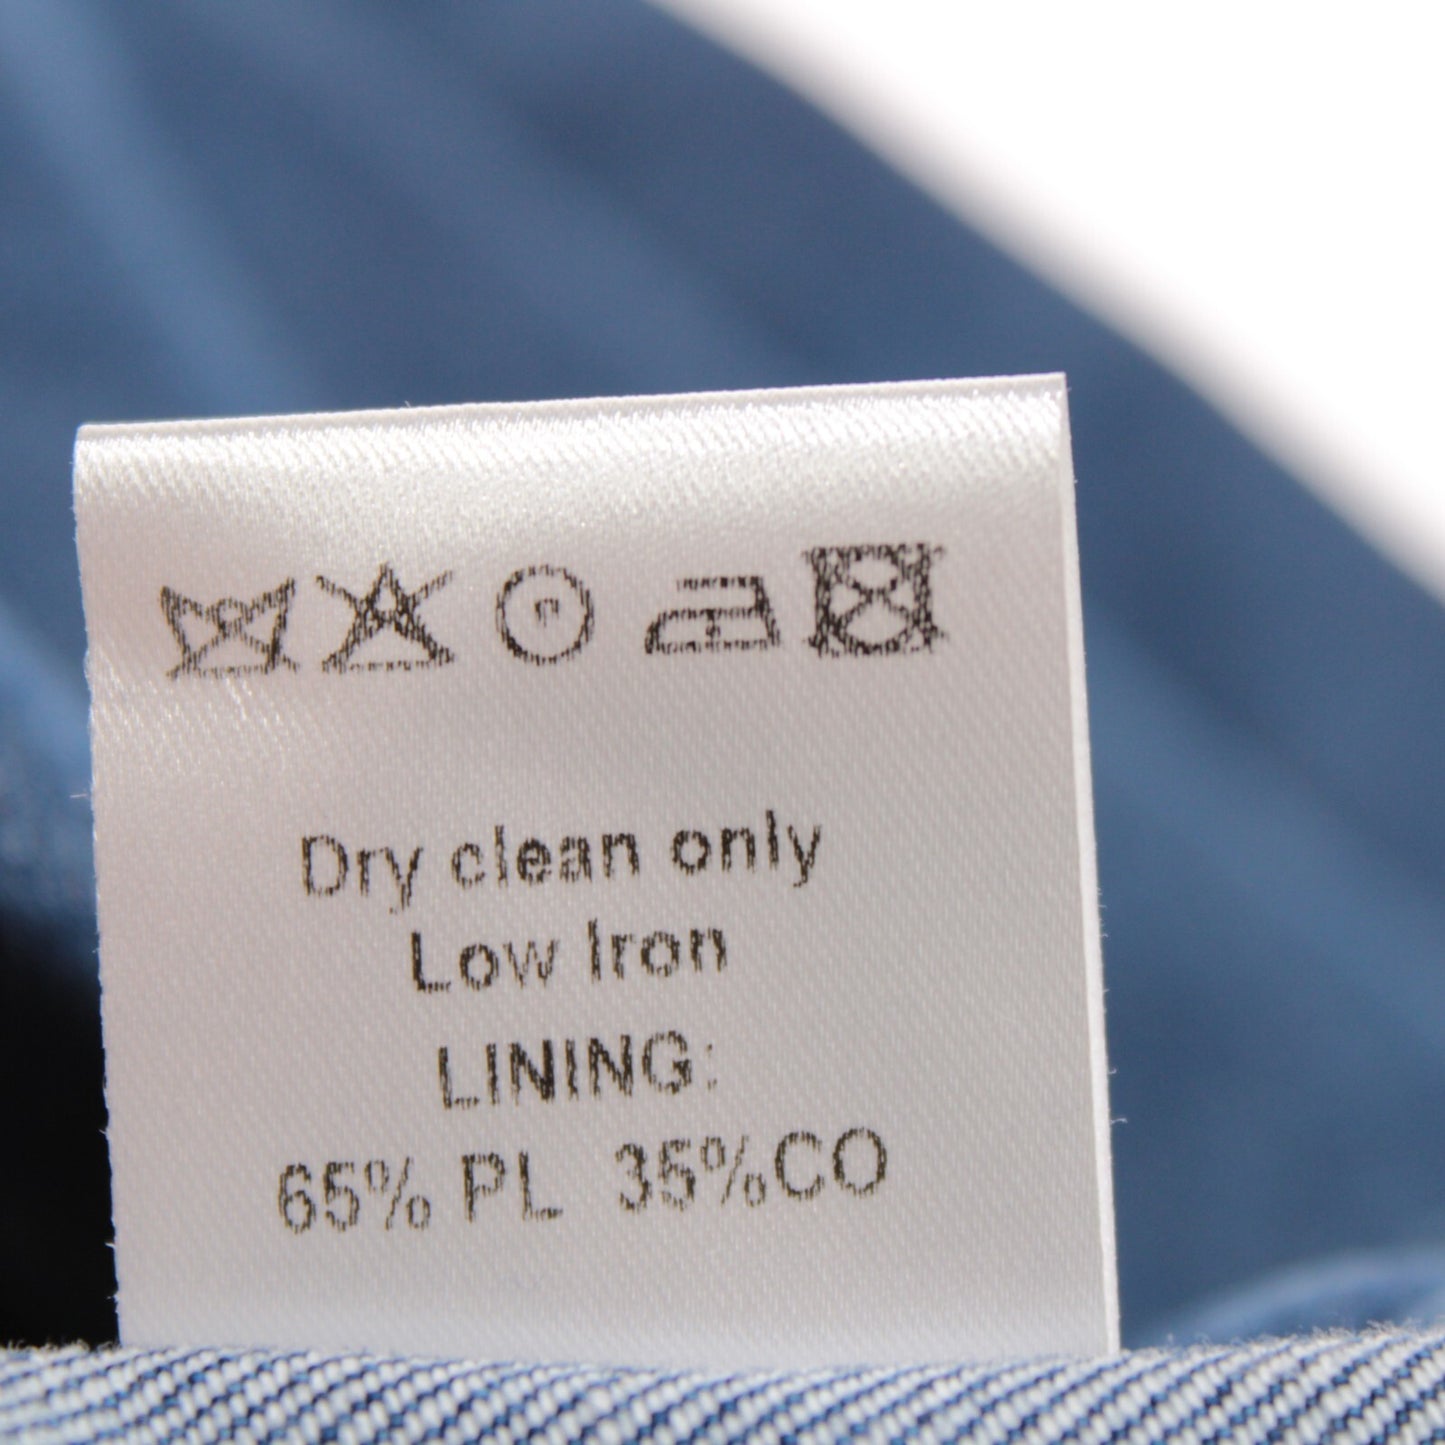 Dry clean only
Low Iron
LINING:
65% PL 35%CO